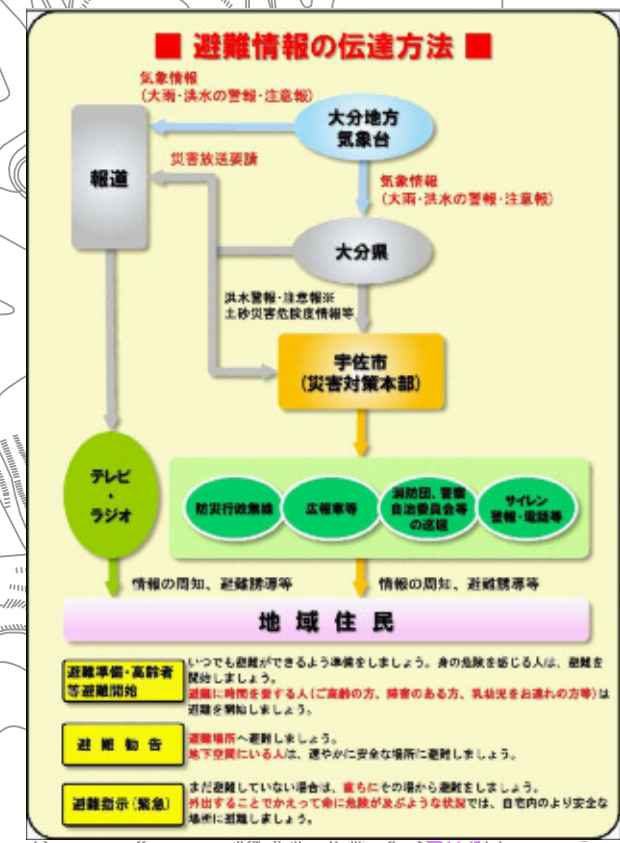 ■ 避難情報の伝達方法 ■
気象情報
(大雨・洪水の警報・注意報)
大分地方
気象台
報道
災害放送要請
気象情報
(大雨・洪水の警報・注意報)
大分県
洪水警報・注意報※
土砂災害危険度情報等
宇佐市
(災害対策本部)
テレビ
・
ラジオ
防災行政無線
広報車等
消防団、警察
自治委員会等
の巡回
サイレン
警報・電話等
情報の周知、避難誘導等
情報の周知、避難誘導等
地域住民
避難準備・高齢者
等避難開始
いつでも避難ができるよう準備をしましょう。身の危険を感じる人は、避難を
開始しましょう。
避難に時間を要する人(ご高齢の方、障害のある方、乳幼児をお連れの方等)は
避難を開始しましょう。
避難勧告
避難場所へ避難しましょう。
地下空間にいる人は、速やかに安全な場所に避難しましょう。
避難指示(緊急)
まだ避難していない場合は、直ちにその場から避難をしましょう。
外出することでかえって命に危険が及ぶような状況では、自宅内のより安全な
場所に避難しましょう。